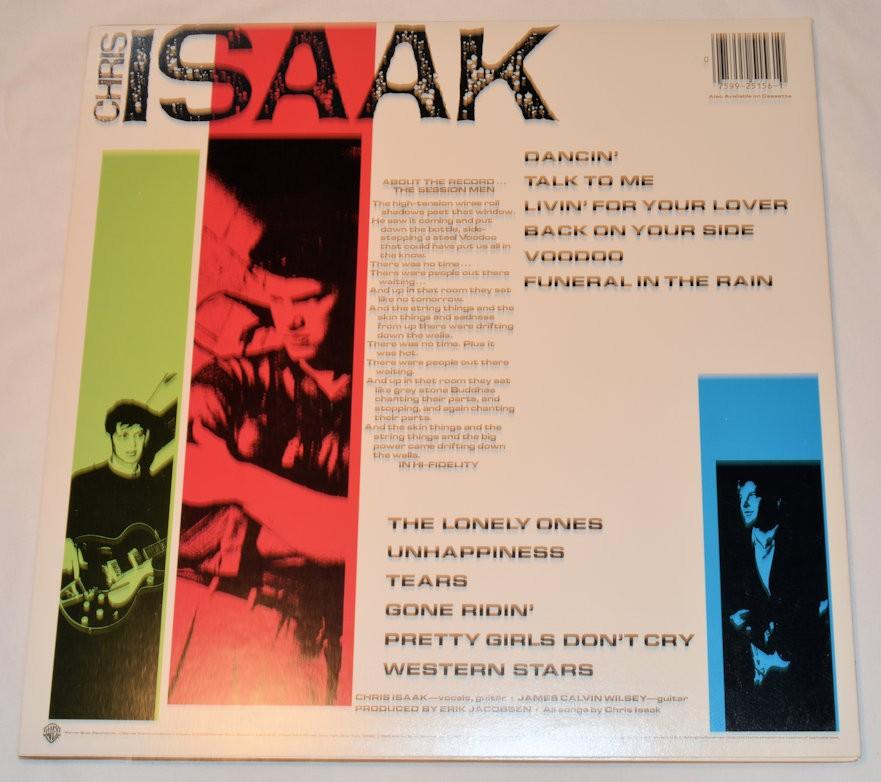 CHRIS
ISAAK
0
7599-25156-1
Also Available on Cassette
ABOUT THE RECORD...
THE SESSION MEN
The high-tension wires roll
shadows past that window.
He saw it coming and put
down the bottle, side-
stepping a steel Voodoo
that could have put us all in
the know.
There was no time...
There were people out there
waiting...
And up in that room they sat
like no tomorrow.
And the string things and the
skin things and sadness
from up there were drifting
down the walls.
There was no time. Plus it
was hot.
There were people out there
waiting.
And up in that room they sat
like grey stone Buddhas
chanting their parts, and
stopping, and again chanting
their parts.
And the skin things and the
string things and the big
power came drifting down
the walls.
IN HI-FIDELITY
DANCIN'
TALK TO ME
LIVIN' FOR YOUR LOVER
BACK ON YOUR SIDE
VOODOO
FUNERAL IN THE RAIN
THE LONELY ONES
UNHAPPINESS
TEARS
GONE RIDIN'
PRETTY GIRLS DON'T CRY
WESTERN STARS
CHRIS ISAAK—vocals, guitar • JAMES CALVIN WILSEY—guitar
PRODUCED BY ERIK JACOBSEN • All songs by Chris Isaak